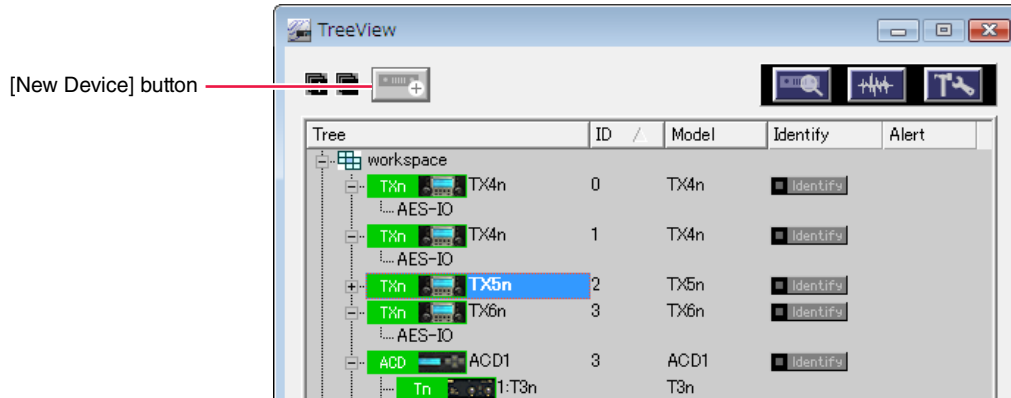 TreeView
[New Device] button
Tree ID Model Identify Alert
workspace
TXn TX4n 0 TX4n Identify
AES-IO
TXn TX4n 1 TX4n Identify
AES-IO
TXn TX5n 2 TX5n Identify
TXn TX6n 3 TX6n Identify
AES-IO
ACD ACD1 3 ACD1 Identify
Tn 1:T3n T3n